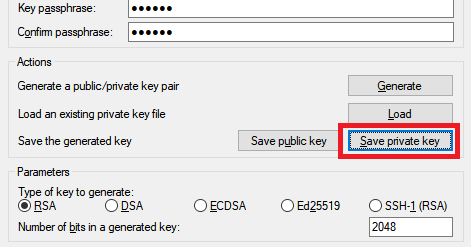 Key passphrase: ••••••
Confirm passphrase: ••••••
Actions
Generate a public/private key pair Generate
Load an existing private key file Load
Save the generated key Save public key Save private key
Parameters
Type of key to generate:
RSA DSA ECDSA Ed25519 SSH-1 (RSA)
Number of bits in a generated key: 2048